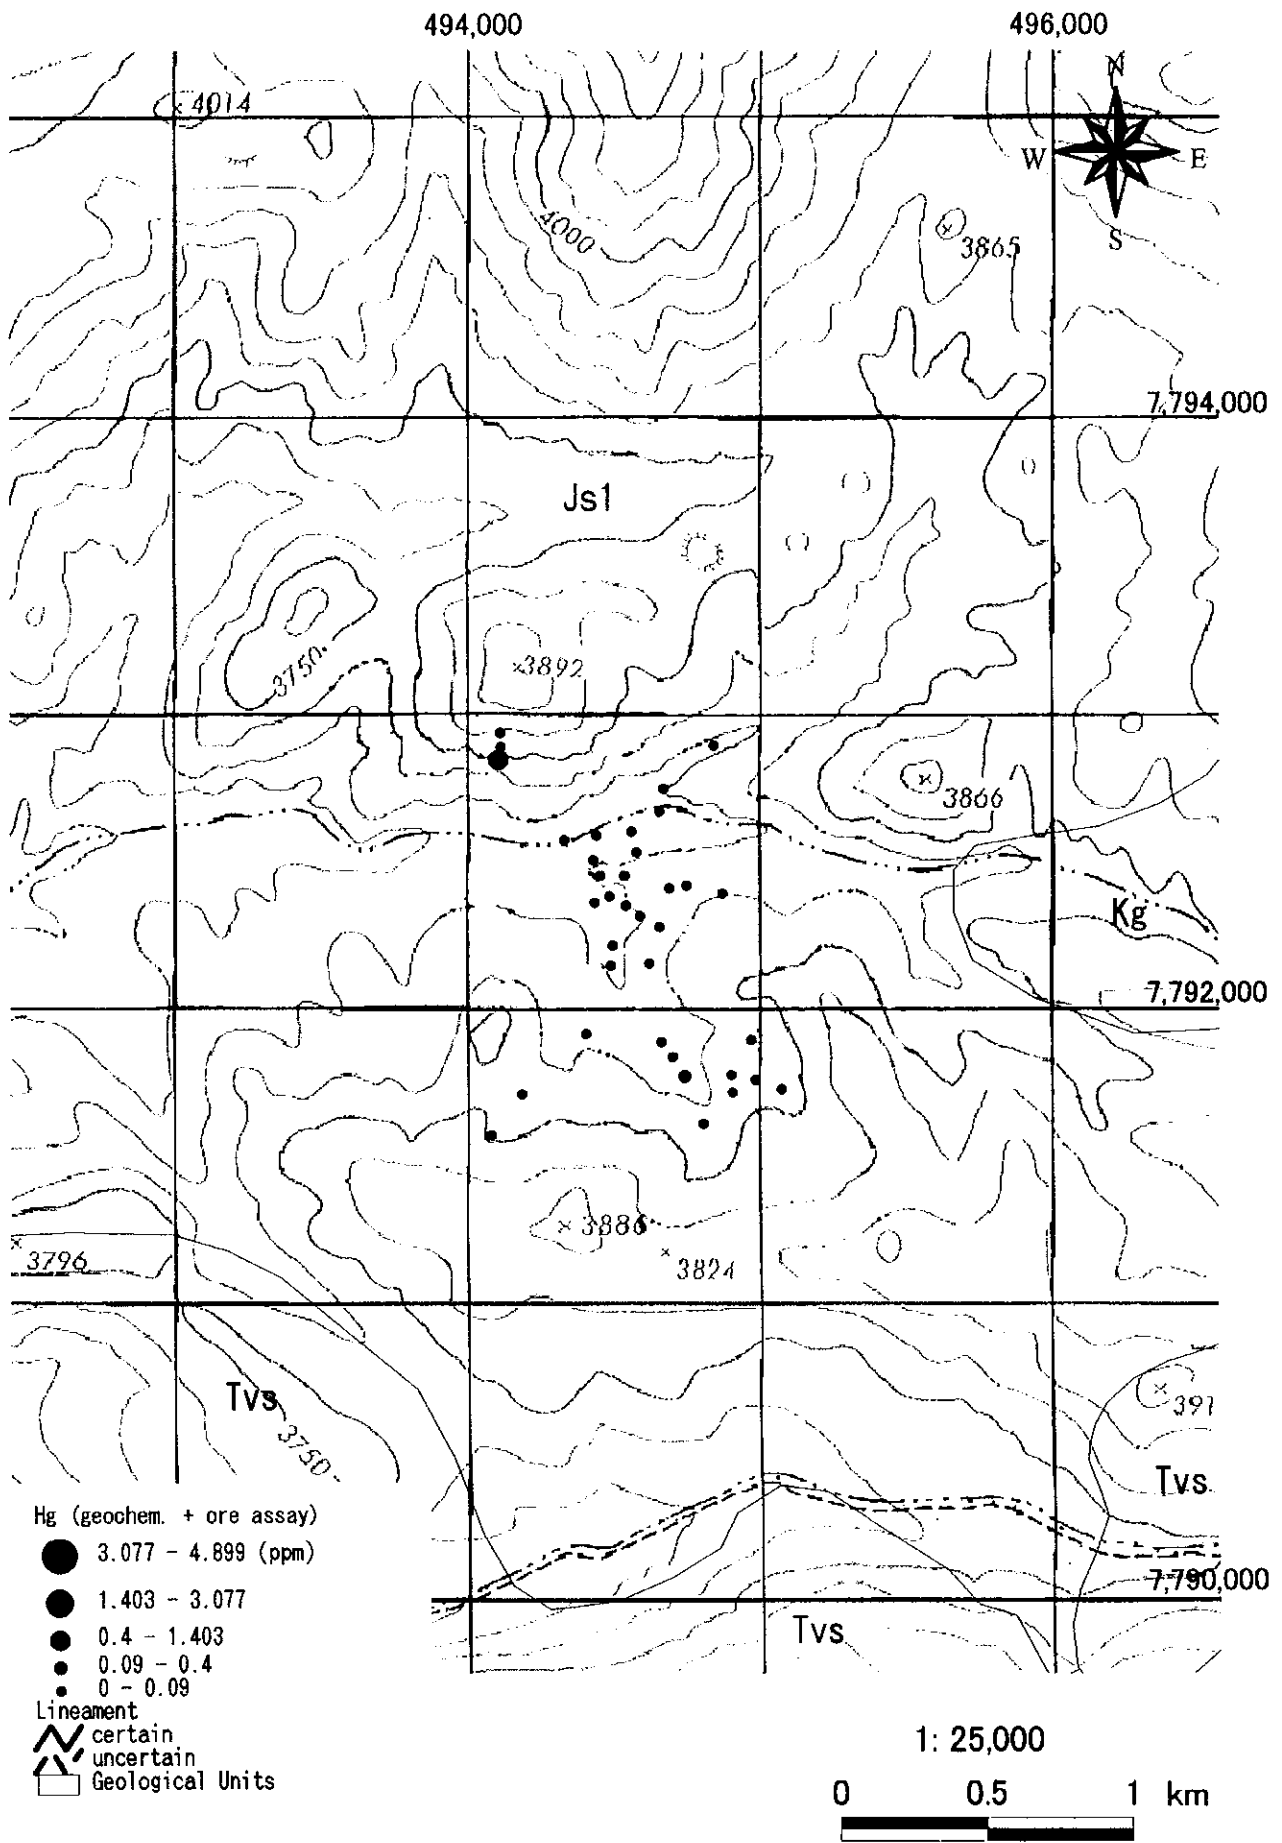 494,000
496,000
N
W
E
S
4014
4000
3865
7,794,000
Js1
3750
3892
3866
Kg
7,792,000
3886
3824
3796
Tvs
3750
391
Tvs
Hg (geochem. + ore assay)
3.077 - 4.899 (ppm)
1.403 - 3.077
0.4 - 1.403
0.09 - 0.4
0 - 0.09
Lineament
certain
uncertain
Geological Units
7,790,000
Tvs
1: 25,000
0 0.5 1 km